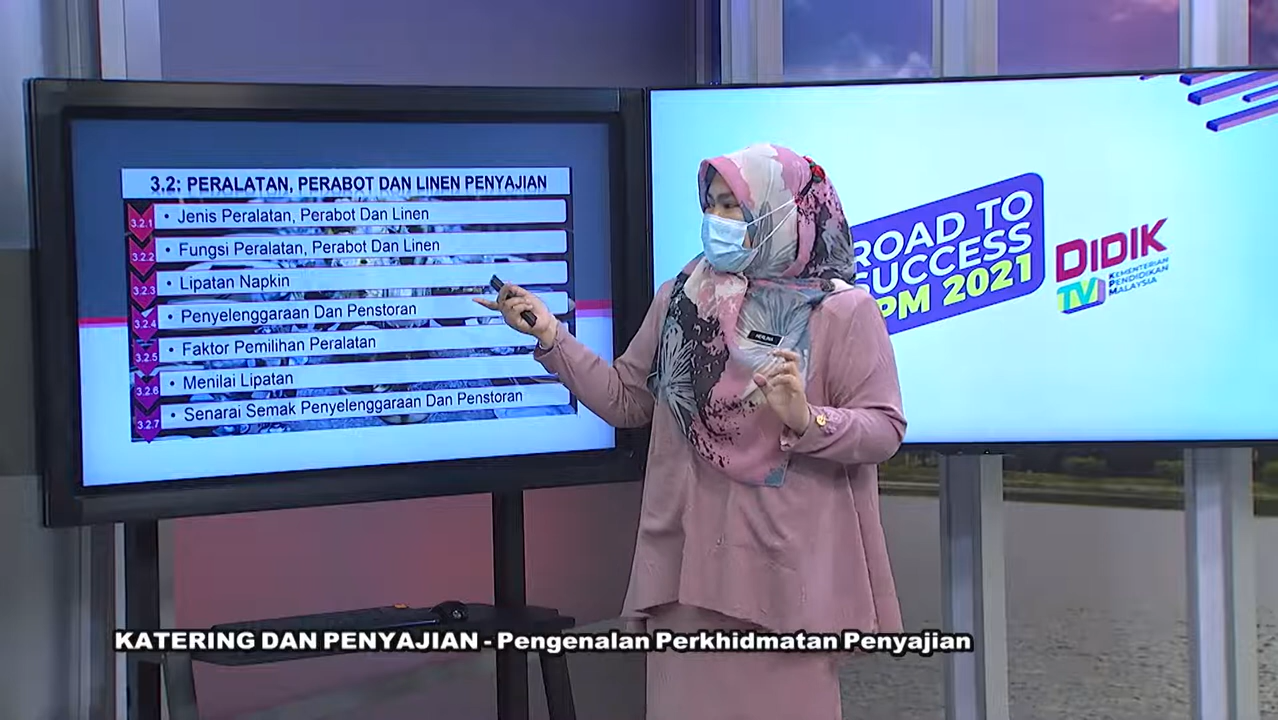 3.2: PERALATAN, PERABOT DAN LINEN PENYAJIAN
3.2.1 • Jenis Peralatan, Perabot Dan Linen
3.2.2 • Fungsi Peralatan, Perabot Dan Linen
3.2.3 • Lipatan Napkin
3.2.4 • Penyelenggaraan Dan Penstoran
3.2.5 • Faktor Pemilihan Peralatan
3.2.6 • Menilai Lipatan
3.2.7 • Senarai Semak Penyelenggaraan Dan Penstoran
ROAD TO
SUCCESS
PM 2021
DIDIK
TV
KEMENTERIAN
PENDIDIKAN
MALAYSIA
KATERING DAN PENYAJIAN - Pengenalan Perkhidmatan Penyajian